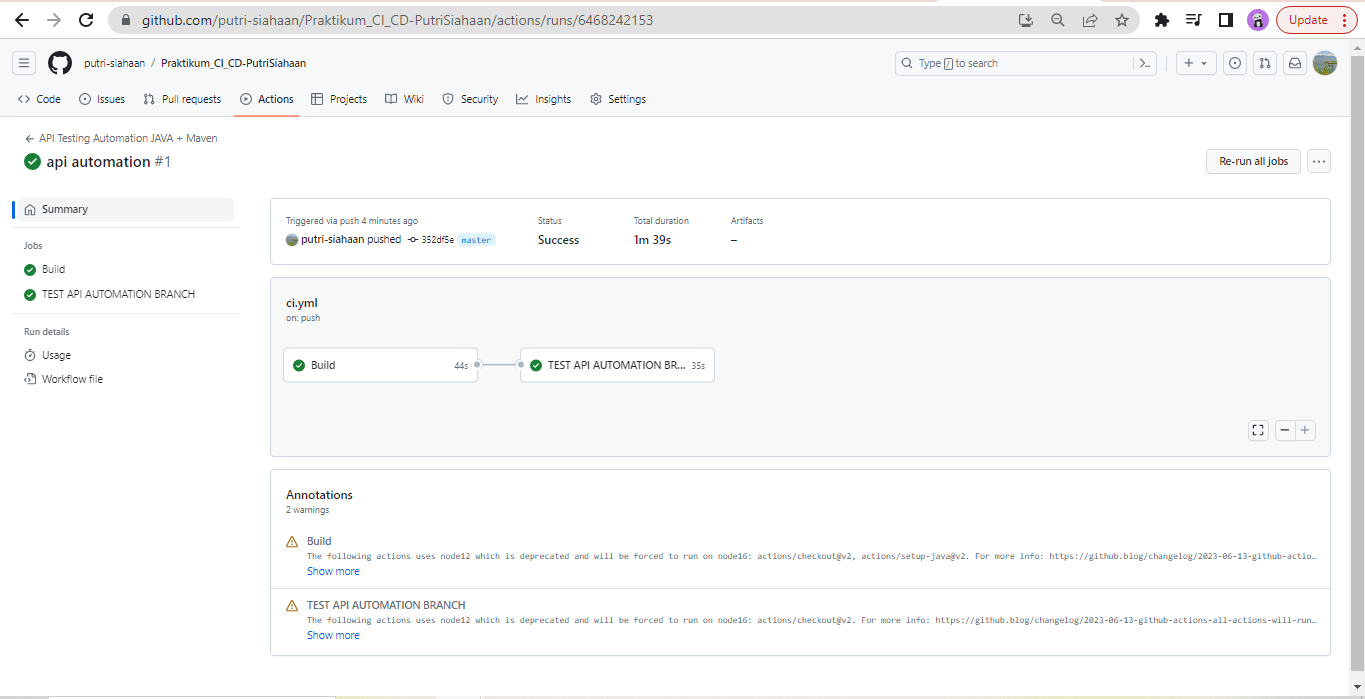 github.com/putri-siahaan/Praktikum_CI_CD-PutriSiahaan/actions/runs/6468242153
Update
putri-siahaan / Praktikum_CI_CD-PutriSiahaan
Type / to search
Code Issues Pull requests Actions Projects Wiki Security Insights Settings
API Testing Automation JAVA + Maven
api automation #1
Re-run all jobs
Summary
Jobs
Build
TEST API AUTOMATION BRANCH
Run details
Usage
Workflow file
Triggered via push 4 minutes ago
putri-siahaan pushed 352df5e master
Status
Success
Total duration
1m 39s
Artifacts
–
ci.yml
on: push
Build 44s
TEST API AUTOMATION BR... 35s
Annotations
2 warnings
Build
The following actions uses node12 which is deprecated and will be forced to run on node16: actions/checkout@v2, actions/setup-java@v2. For more info: https://github.blog/changelog/2023-06-13-github-actio…
Show more
TEST API AUTOMATION BRANCH
The following actions uses node12 which is deprecated and will be forced to run on node16: actions/checkout@v2. For more info: https://github.blog/changelog/2023-06-13-github-actions-all-actions-will-run…
Show more